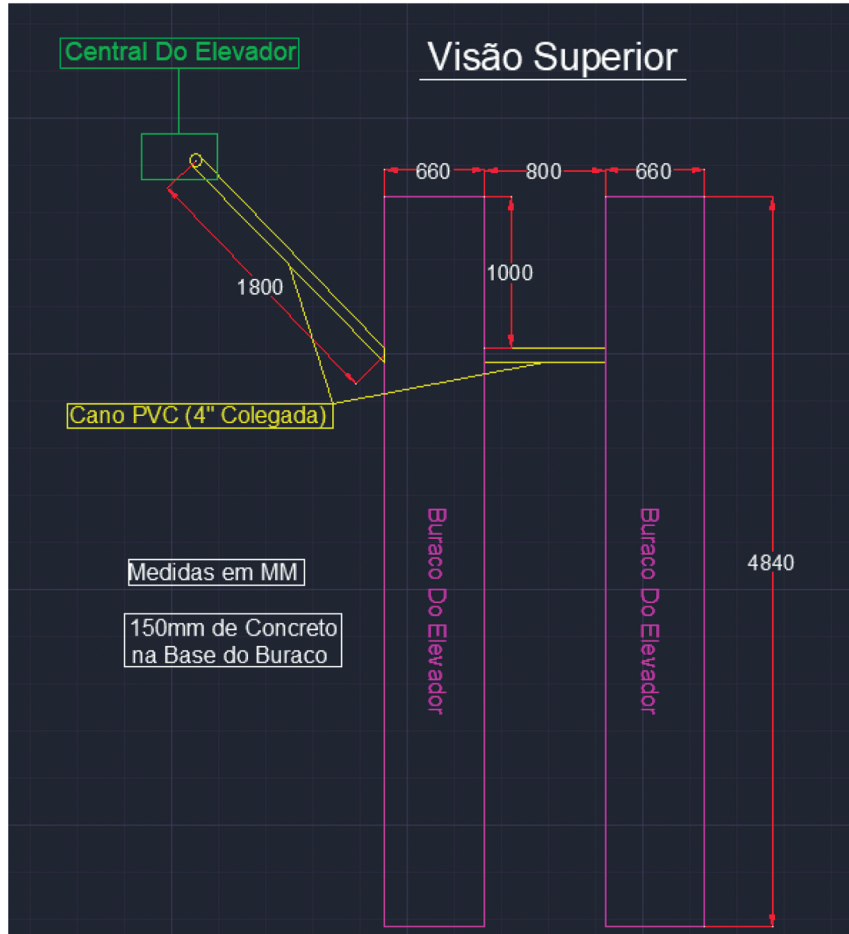 Central Do Elevador
Visão Superior
660
800
660
1000
1800
Cano PVC (4" Colegada)
Buraco Do Elevador
Buraco Do Elevador
4840
Medidas em MM
150mm de Concreto
na Base do Buraco